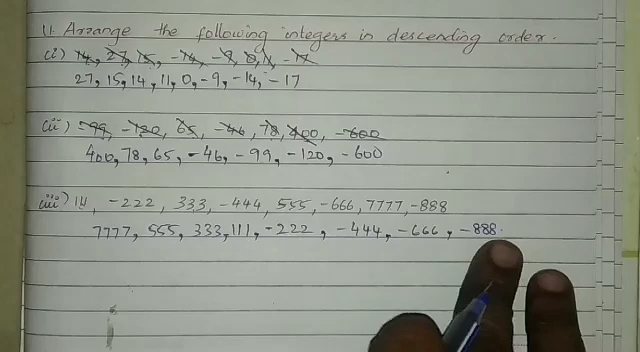 11. Arrange the following integers in descending order.
(i) 14, 27, 15, -14, -9, 0, 11, -17
27, 15, 14, 11, 0, -9, -14, -17
(ii) -99, -120, 65, -46, 78, 400, -600
400, 78, 65, -46, -99, -120, -600
(iii) 111, -222, 333, -444, 555, -666, 7777, -888
7777, 555, 333, 111, -222, -444, -666, -888.